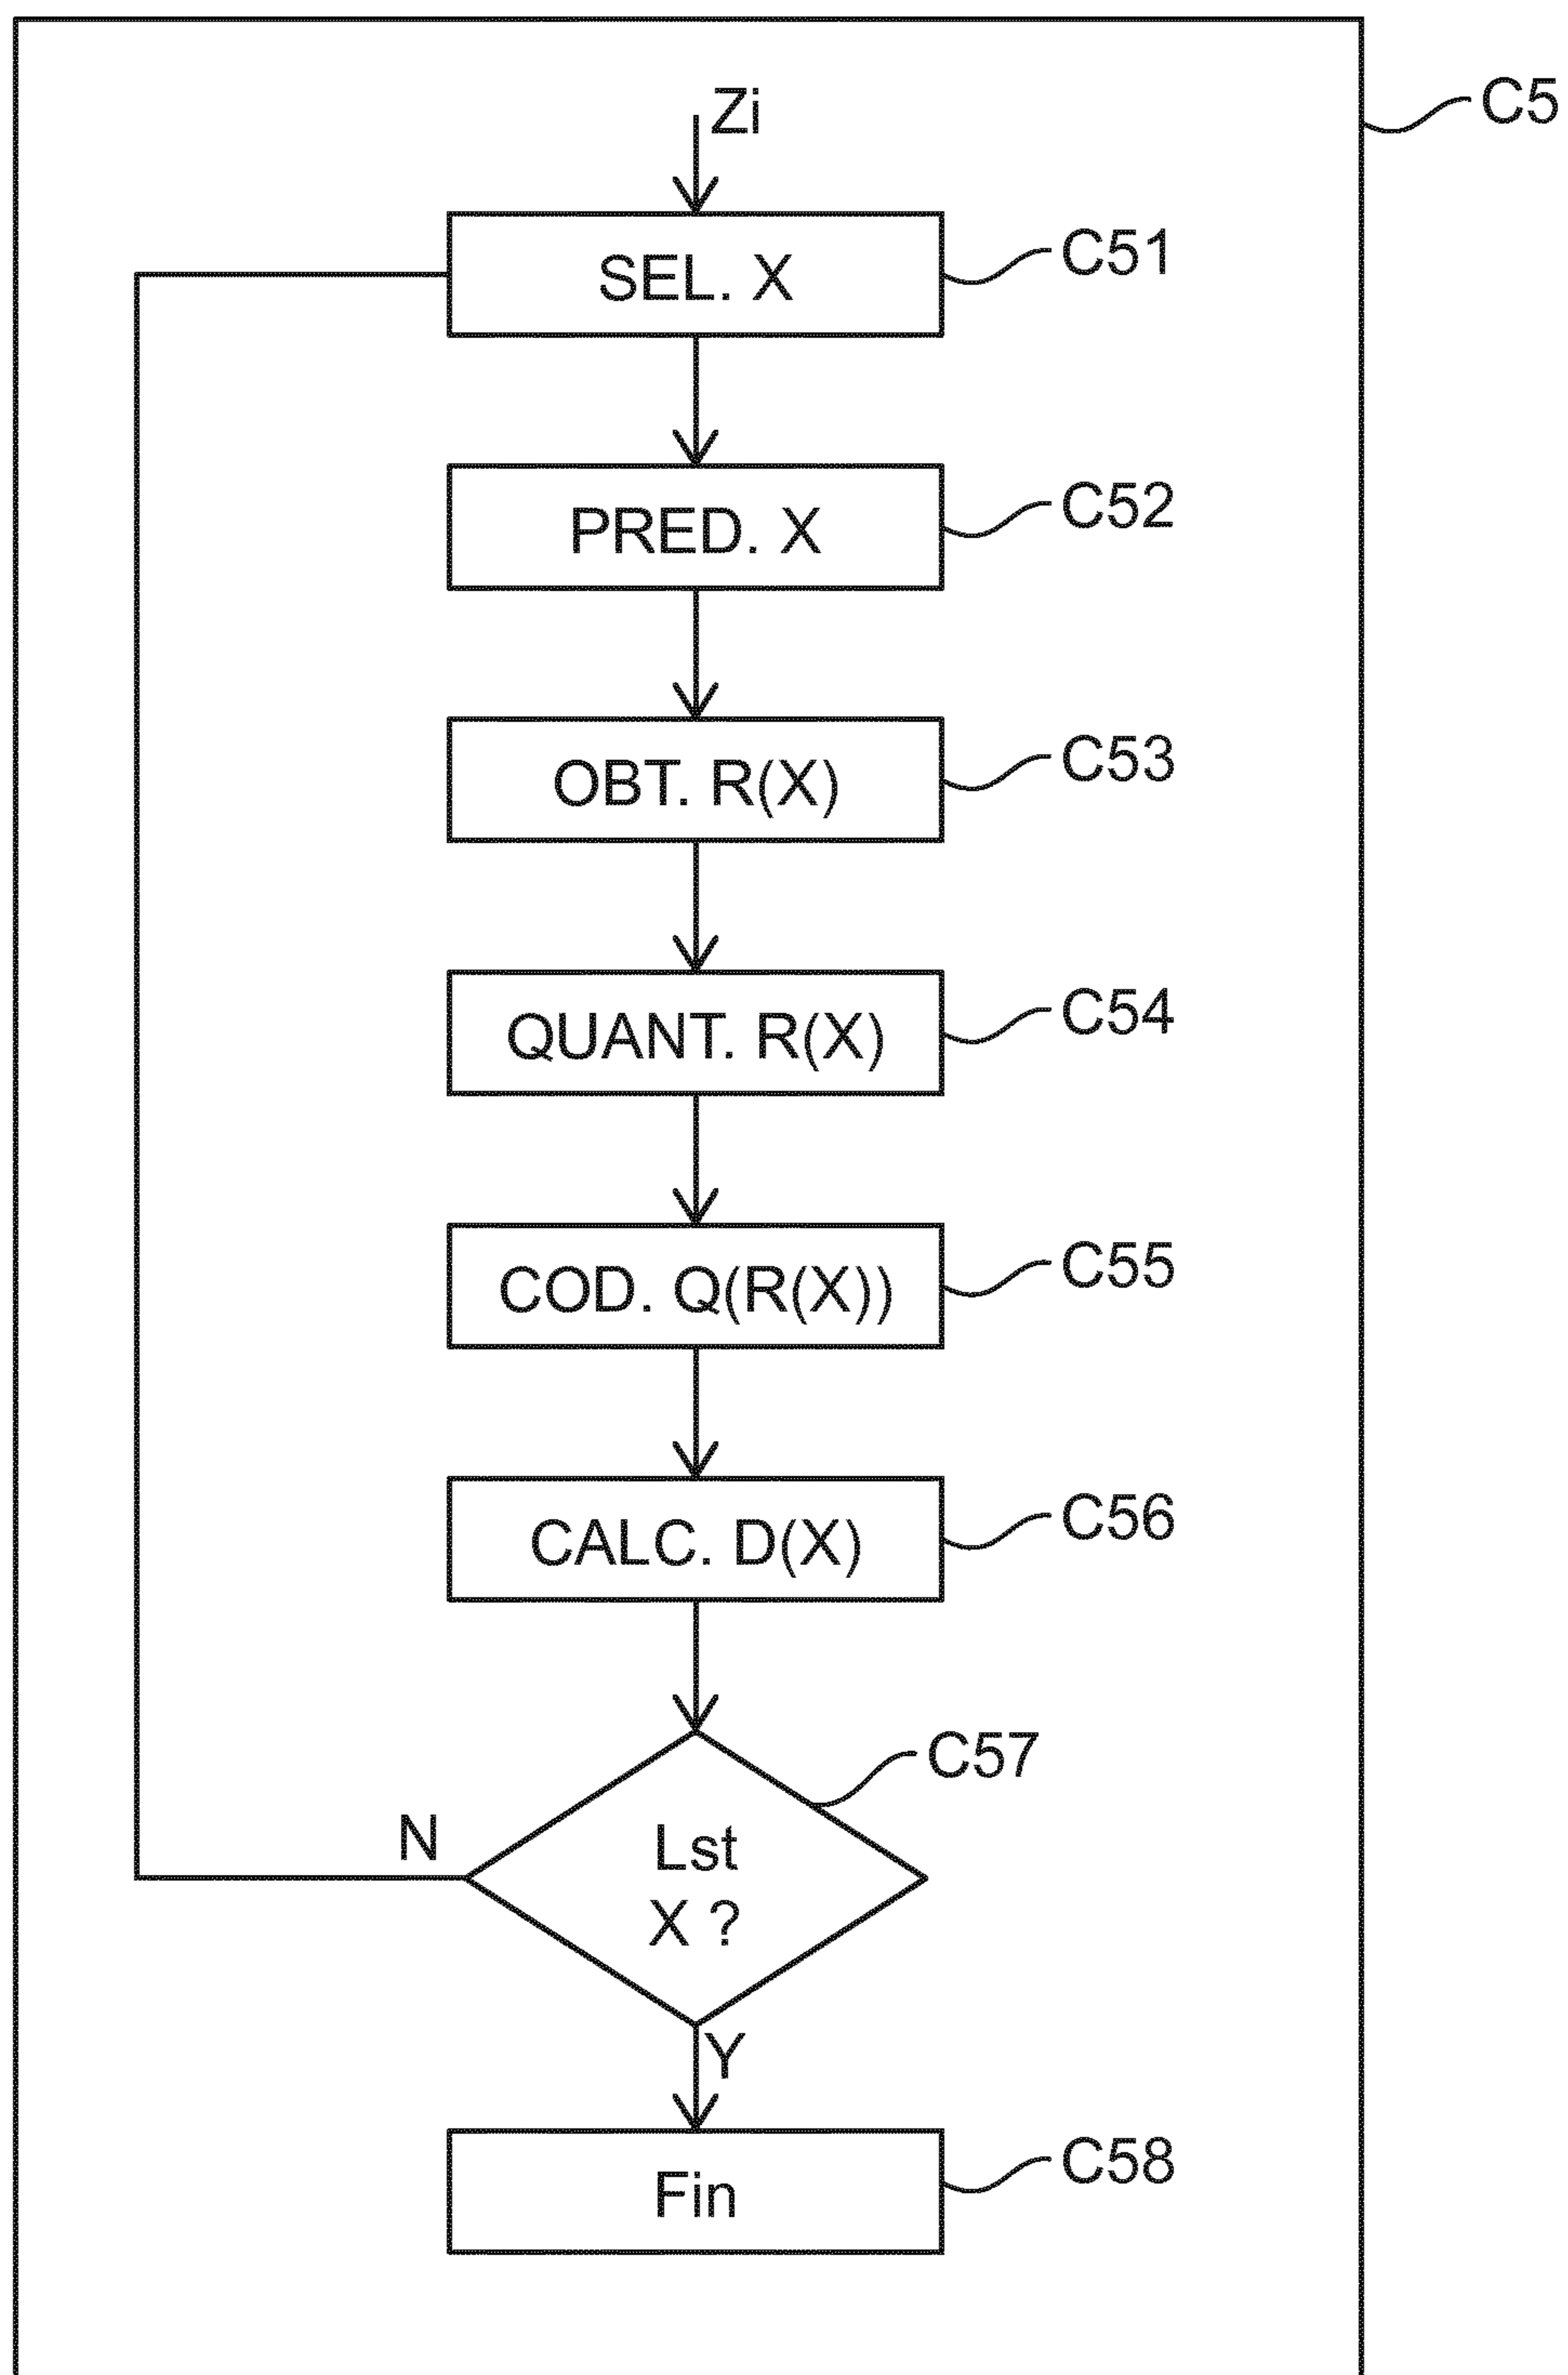 C5
Zi
SEL. X
C51
PRED. X
C52
OBT. R(X)
C53
QUANT. R(X)
C54
COD. Q(R(X))
C55
CALC. D(X)
C56
C57
Lst
X ?
N
Y
Fin
C58